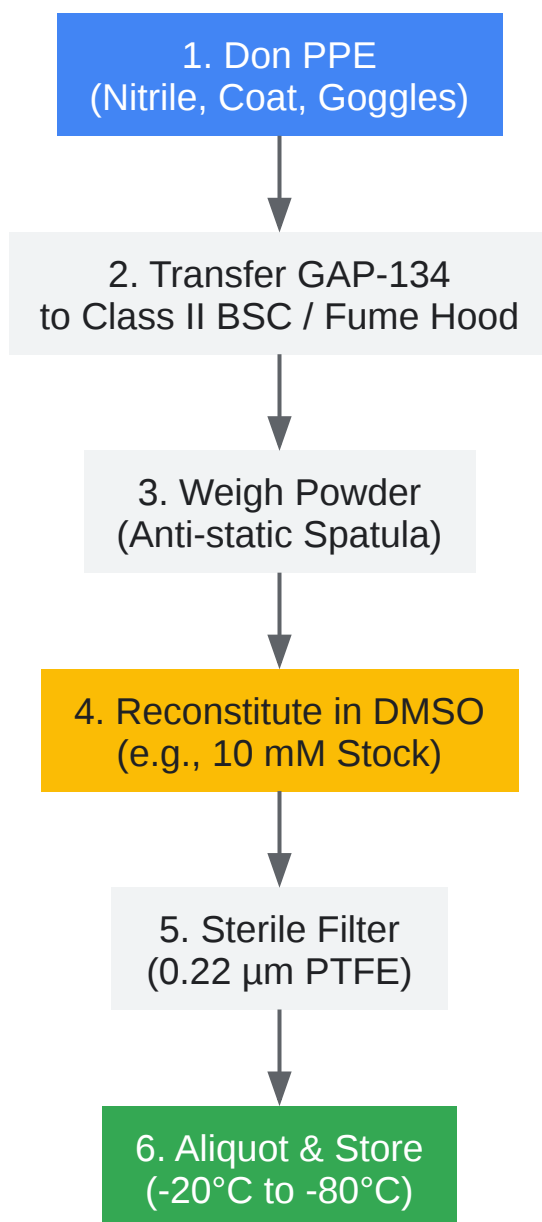 1. Don PPE
(Nitrile, Coat, Goggles)
2. Transfer GAP-134
to Class II BSC / Fume Hood
3. Weigh Powder
(Anti-static Spatula)
4. Reconstitute in DMSO
(e.g., 10 mM Stock)
5. Sterile Filter
(0.22 µm PTFE)
6. Aliquot & Store
(-20°C to -80°C)